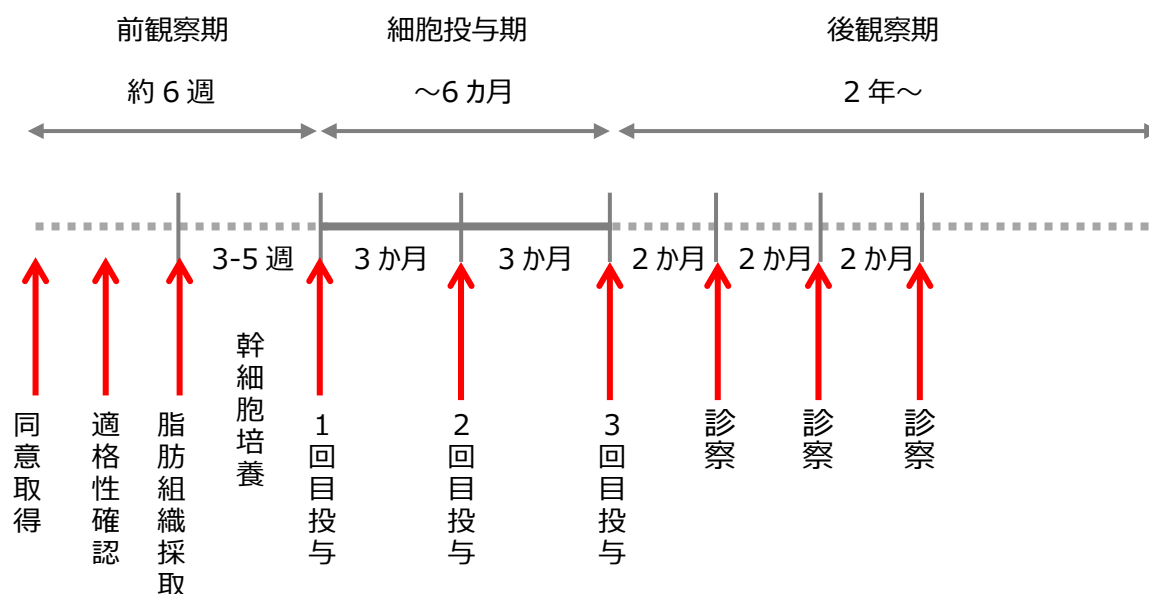 前観察期
細胞投与期
後観察期
約6週
～6ヵ月
2年～
3-5週
3か月
3か月
2か月
2か月
2か月
同意取得
適格性確認
脂肪組織採取
幹細胞培養
1回目投与
2回目投与
3回目投与
診察
診察
診察